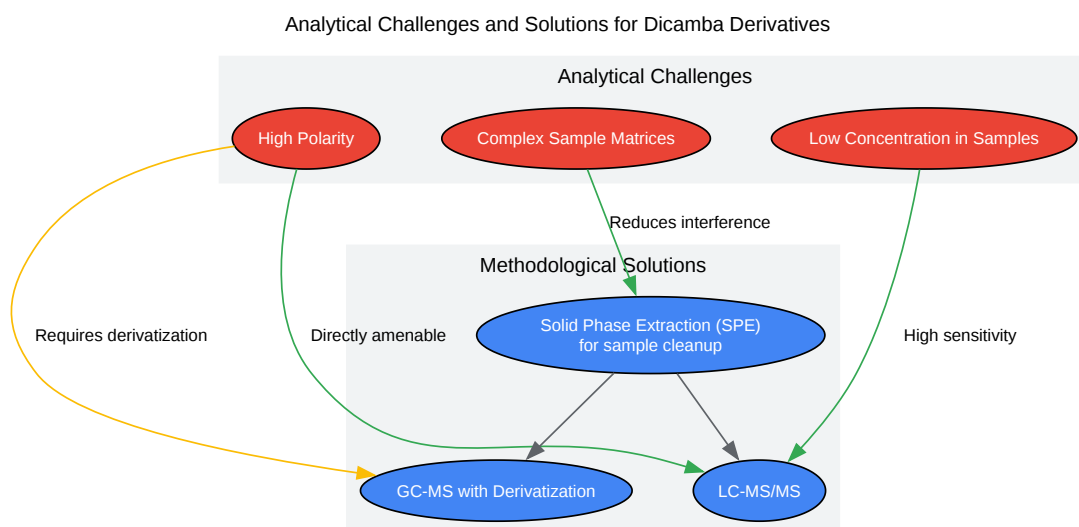 Analytical Challenges and Solutions for Dicamba Derivatives
Analytical Challenges
High Polarity
Complex Sample Matrices
Low Concentration in Samples
Reduces interference
Methodological Solutions
Solid Phase Extraction (SPE)
for sample cleanup
Requires derivatization
Directly amenable
High sensitivity
GC-MS with Derivatization
LC-MS/MS